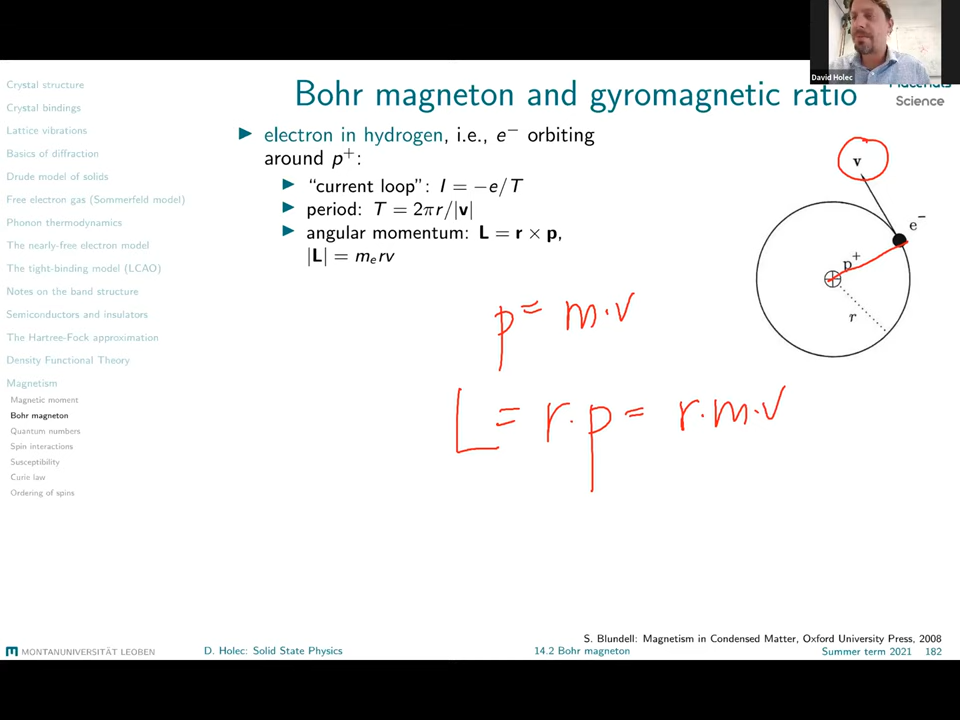 David Holec
Materials
Science
Bohr magneton and gyromagnetic ratio
Crystal structure
Crystal bindings
Lattice vibrations
Basics of diffraction
Drude model of solids
Free electron gas (Sommerfeld model)
Phonon thermodynamics
The nearly-free electron model
The tight-binding model (LCAO)
Notes on the band structure
Semiconductors and insulators
The Hartree-Fock approximation
Density Functional Theory
Magnetism
Magnetic moment
Bohr magneton
Quantum numbers
Spin interactions
Susceptibility
Curie law
Ordering of spins
▶ electron in hydrogen, i.e., e⁻ orbiting
around p⁺:
▶ "current loop": I = −e/T
▶ period: T = 2πr/|v|
▶ angular momentum: L = r × p,
|L| = mₑrv
v
e⁻
p⁺
r
p = m·v
L = r·p = r·m·v
S. Blundell: Magnetism in Condensed Matter, Oxford University Press, 2008
MONTANUNIVERSITÄT LEOBEN
D. Holec: Solid State Physics
14.2 Bohr magneton
Summer term 2021 182